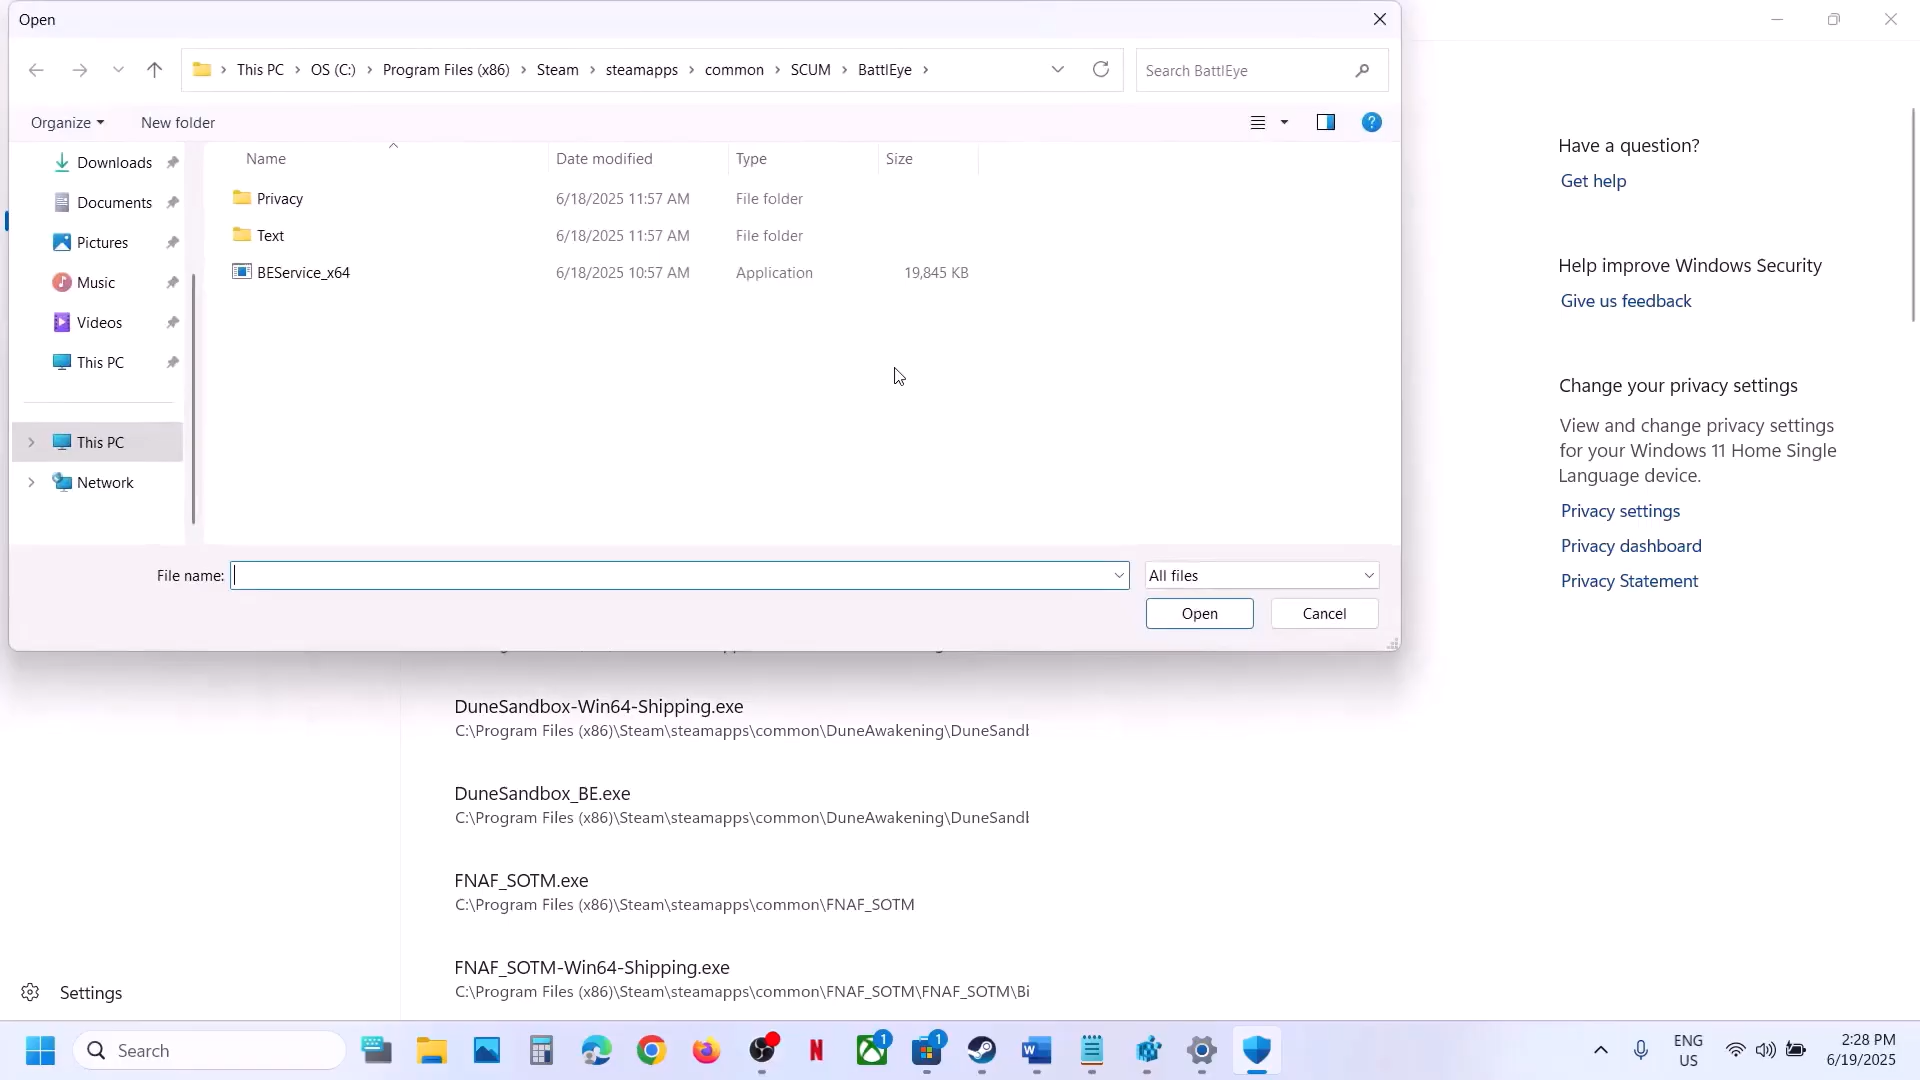 Open
This PC > OS (C:) > Program Files (x86) > Steam > steamapps > common > SCUM > BattlEye >
Search BattlEye
Organize
New folder
Name
Date modified
Type
Size
Downloads
Documents
Pictures
Music
Videos
This PC
This PC
Network
Privacy
6/18/2025 11:57 AM
File folder
Text
6/18/2025 11:57 AM
File folder
BEService_x64
6/18/2025 10:57 AM
Application
19,845 KB
File name:
All files
Open
Cancel
Have a question?
Get help
Help improve Windows Security
Give us feedback
Change your privacy settings
View and change privacy settings
for your Windows 11 Home Single
Language device.
Privacy settings
Privacy dashboard
Privacy Statement
DuneSandbox-Win64-Shipping.exe
C:\Program Files (x86)\Steam\steamapps\common\DuneAwakening\DuneSandl
DuneSandbox_BE.exe
C:\Program Files (x86)\Steam\steamapps\common\DuneAwakening\DuneSandl
FNAF_SOTM.exe
C:\Program Files (x86)\Steam\steamapps\common\FNAF_SOTM
FNAF_SOTM-Win64-Shipping.exe
C:\Program Files (x86)\Steam\steamapps\common\FNAF_SOTM\FNAF_SOTM\Bi
Settings
Search
1
1
ENG
US
2:28 PM
6/19/2025